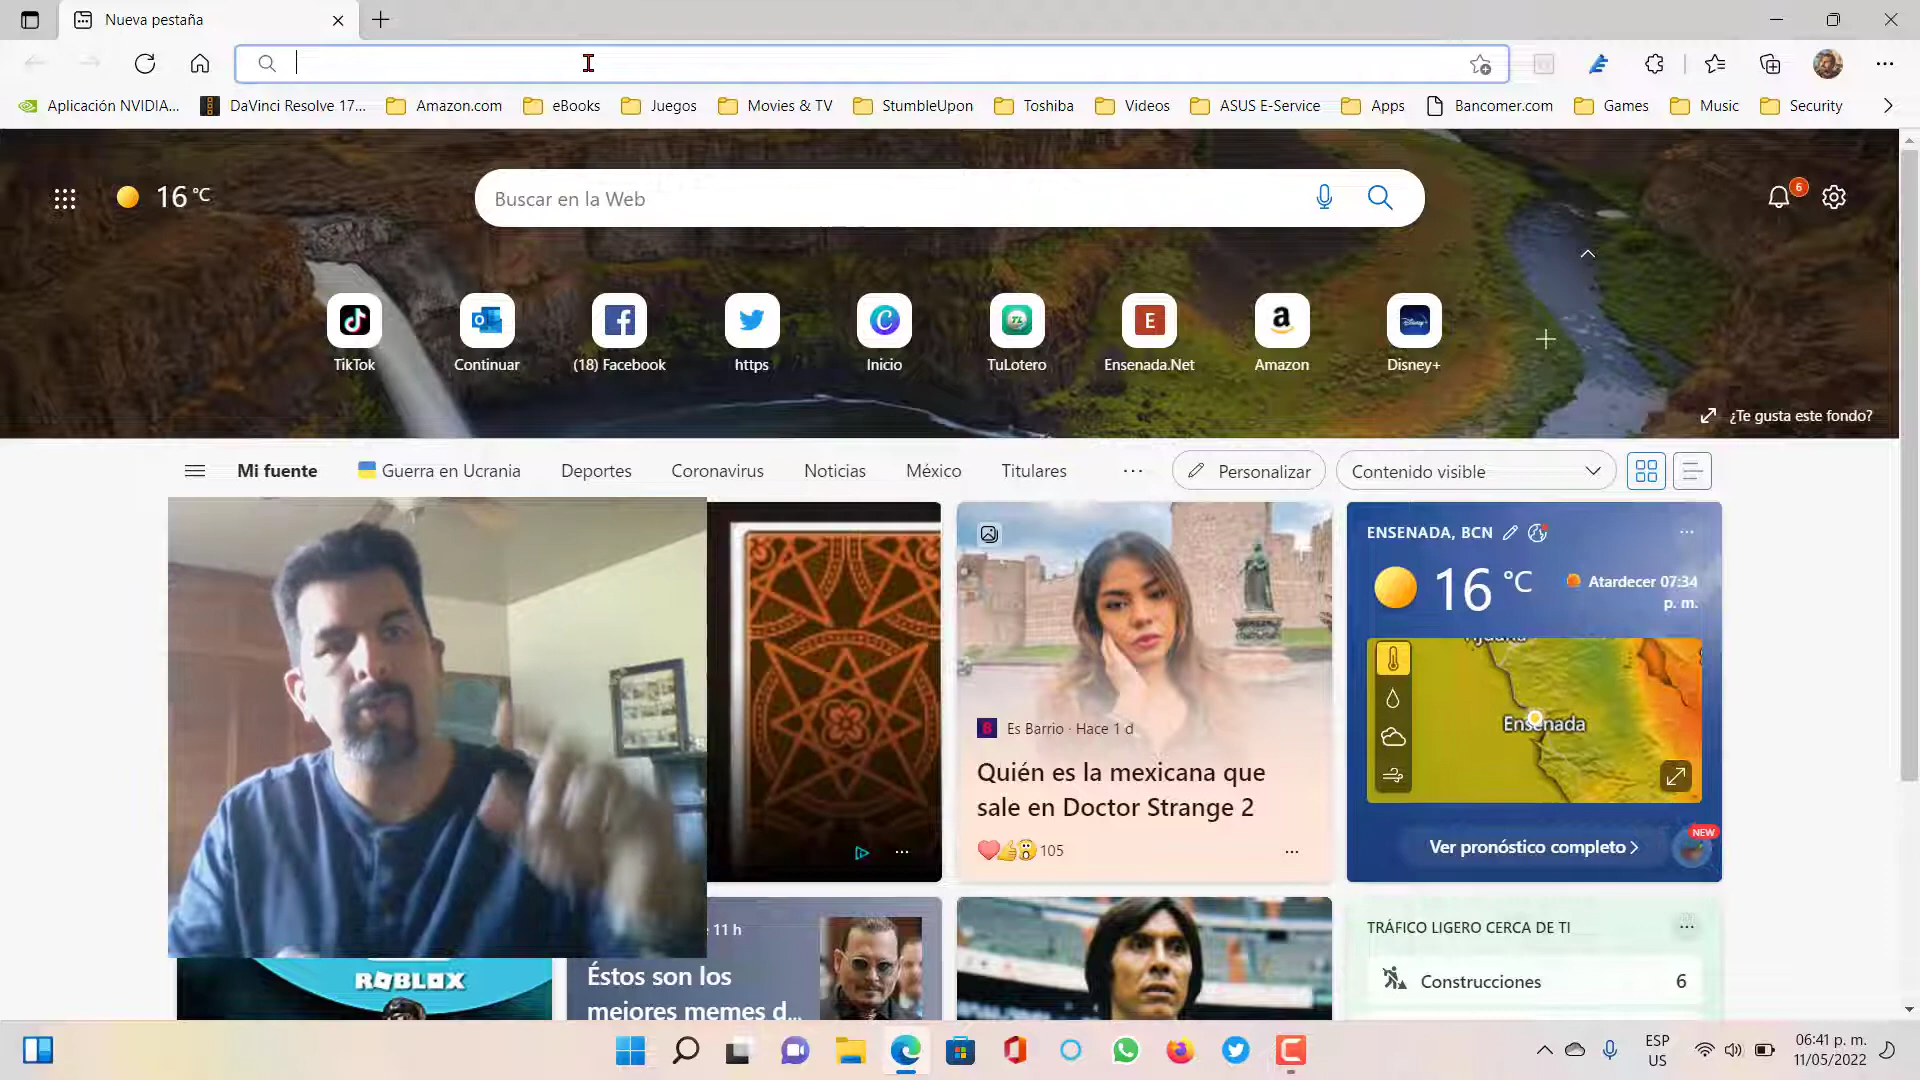 Nueva pestaña
Aplicación NVIDIA... DaVinci Resolve 17... Amazon.com eBooks Juegos Movies & TV StumbleUpon Toshiba Videos ASUS E-Service Apps Bancomer.com Games Music Security
16 °C
Buscar en la Web
6
TikTok Continuar (18) Facebook https Inicio TuLotero Ensenada.Net Amazon Disney+
¿Te gusta este fondo?
Mi fuente Guerra en Ucrania Deportes Coronavirus Noticias México Titulares ... Personalizar Contenido visible
Es Barrio · Hace 1 d
Quién es la mexicana que
sale en Doctor Strange 2
105
ENSENADA, BCN
16 °C
Atardecer 07:34
p. m.
Ensenada
Ver pronóstico completo
NEW
ROBLOX
11 h
Éstos son los
mejores memes d...
TRÁFICO LIGERO CERCA DE TI
Construcciones 6
ESP
US
06:41 p. m.
11/05/2022